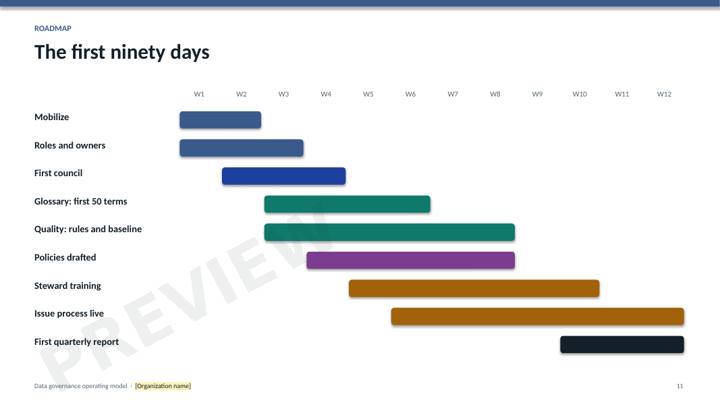 ROADMAP
The first ninety days
W1 W2 W3 W4 W5 W6 W7 W8 W9 W10 W11 W12
Mobilize
Roles and owners
First council
Glossary: first 50 terms
Quality: rules and baseline
Policies drafted
Steward training
Issue process live
First quarterly report
PREVIEW
Data governance operating model · [Organization name] 11